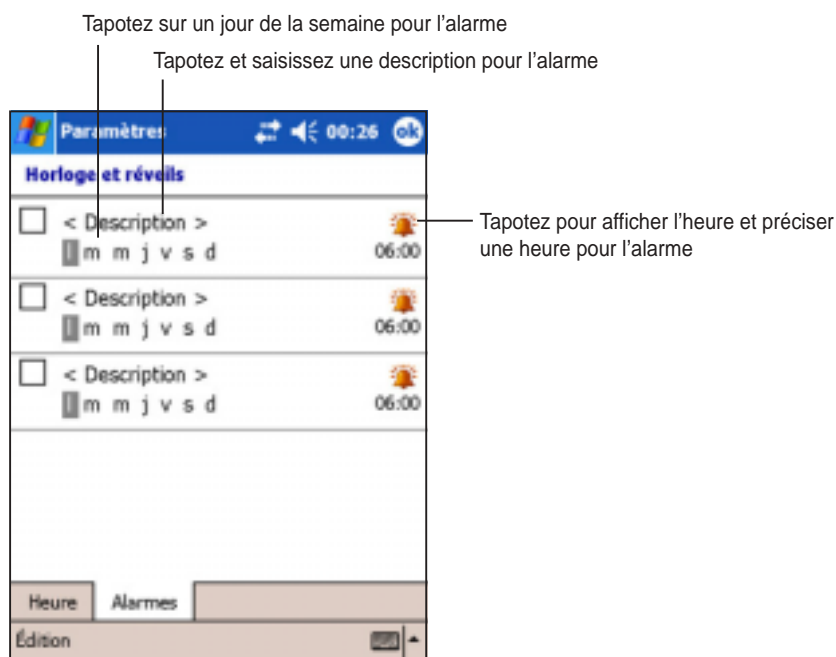 Tapotez sur un jour de la semaine pour l'alarme
Tapotez et saisissez une description pour l'alarme
Paramètres 00:26 ok
Horloge et réveils
< Description >
l m m j v s d 06:00
Tapotez pour afficher l'heure et préciser
une heure pour l'alarme
< Description >
l m m j v s d 06:00
< Description >
l m m j v s d 06:00
Heure Alarmes
Édition